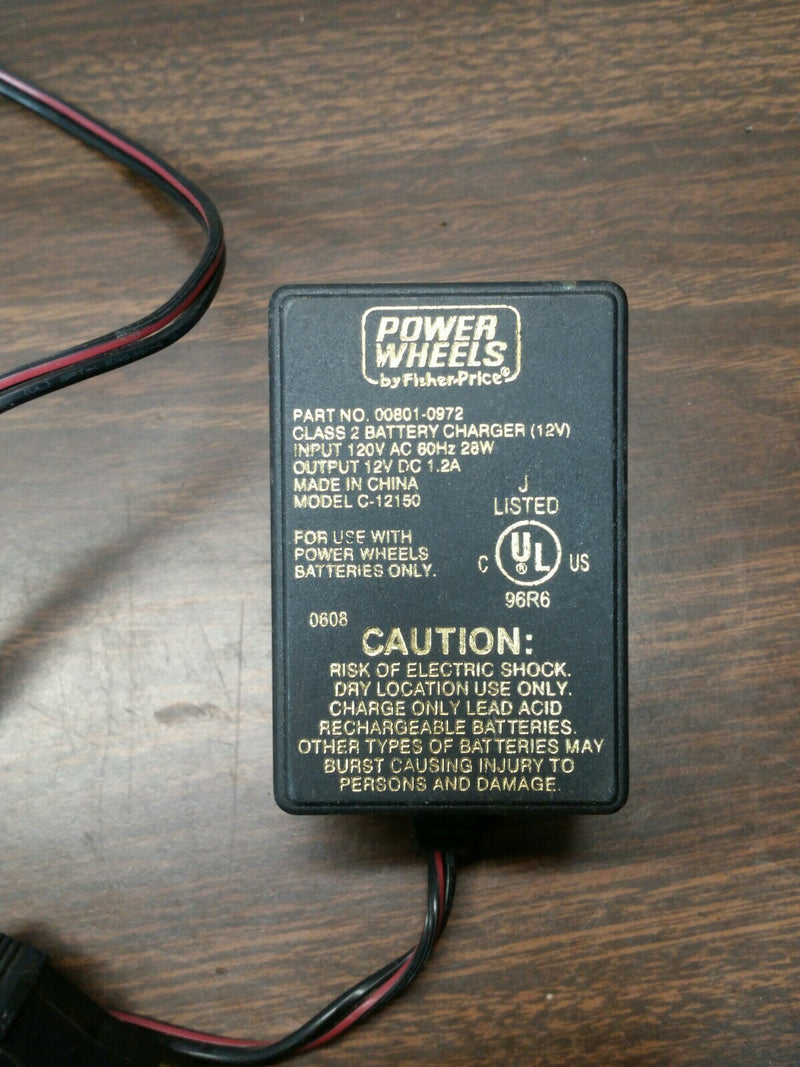 POWER
WHEELS
by Fisher-Price®
PART NO. 00801-0972
CLASS 2 BATTERY CHARGER (12V)
INPUT 120V AC 60Hz 28W
OUTPUT 12V DC 1.2A
MADE IN CHINA
MODEL C-12150
J
LISTED
C UL® US
96R6
FOR USE WITH
POWER WHEELS
BATTERIES ONLY.
0608
CAUTION:
RISK OF ELECTRIC SHOCK.
DRY LOCATION USE ONLY.
CHARGE ONLY LEAD ACID
RECHARGEABLE BATTERIES.
OTHER TYPES OF BATTERIES MAY
BURST CAUSING INJURY TO
PERSONS AND DAMAGE.